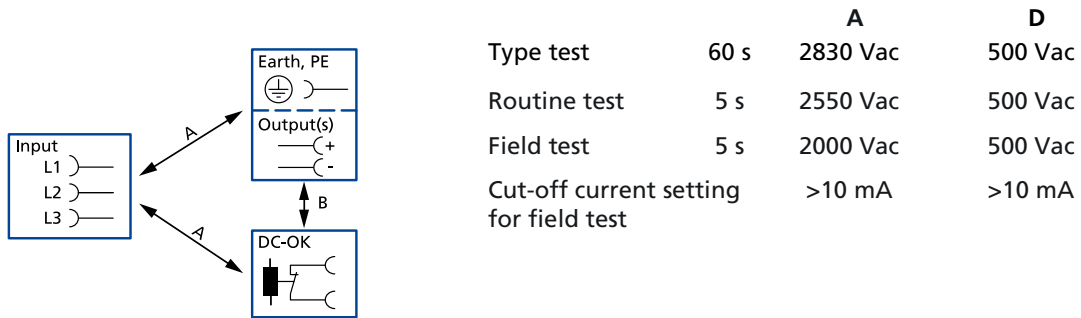 Earth, PE
Output(s)
+
-
Input
L1
L2
L3
A
A
B
DC-OK
A D
Type test 60 s 2830 Vac 500 Vac
Routine test 5 s 2550 Vac 500 Vac
Field test 5 s 2000 Vac 500 Vac
Cut-off current setting >10 mA >10 mA
for field test